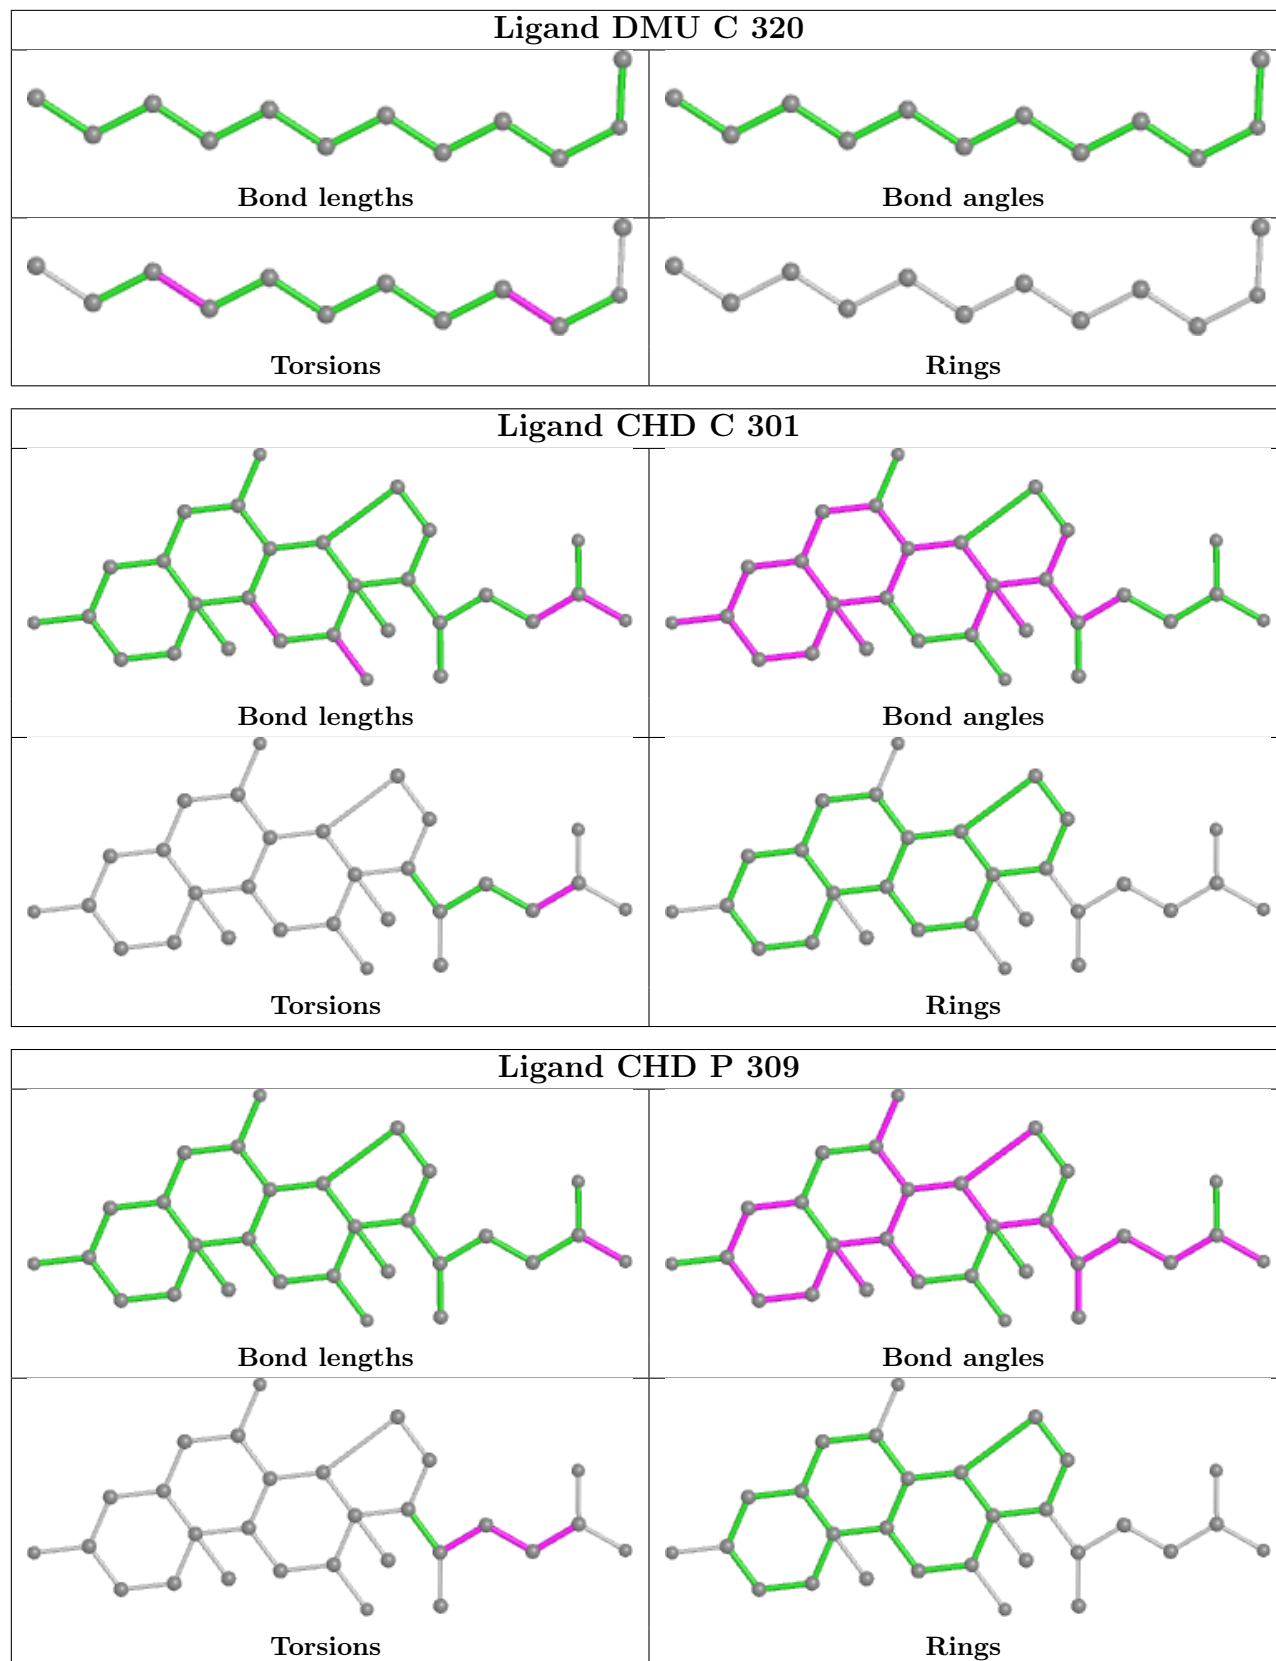 Ligand DMU C 320
Bond lengths
Bond angles
Torsions
Rings
Ligand CHD C 301
Bond lengths
Bond angles
Torsions
Rings
Ligand CHD P 309
Bond lengths
Bond angles
Torsions
Rings